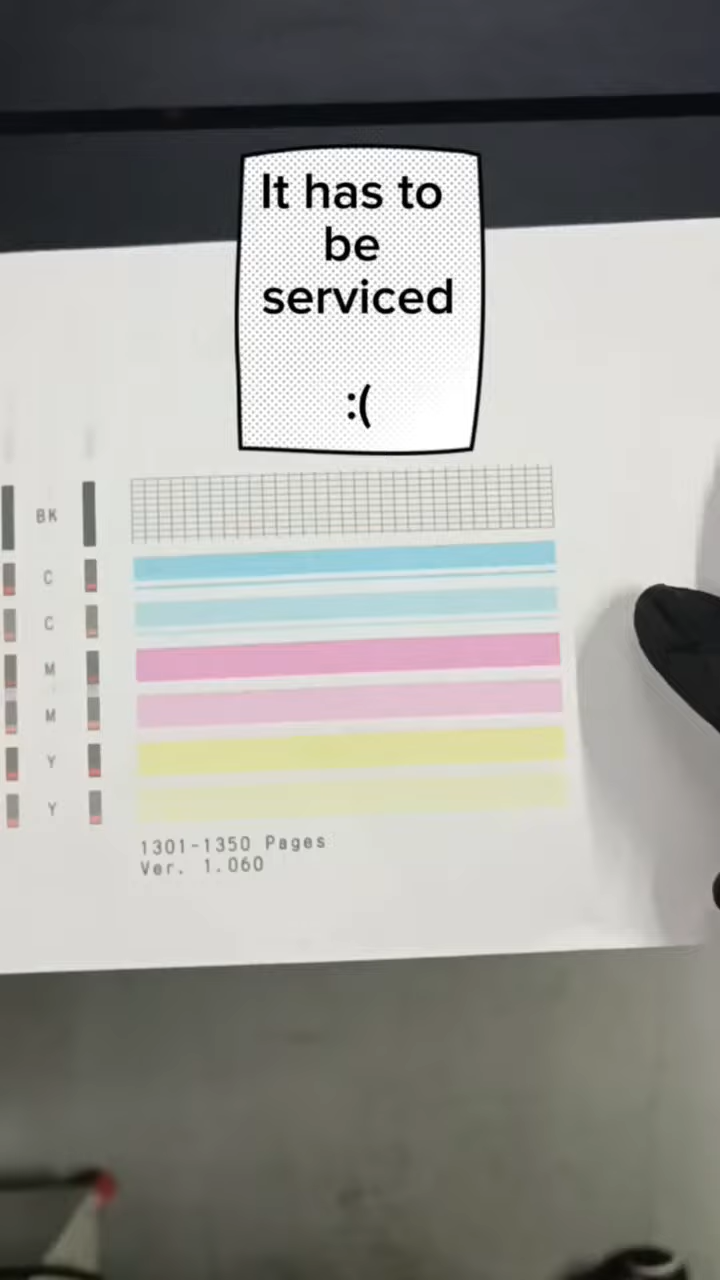 It has to
be
serviced
:(
BK
C
C
M
M
Y
Y
1301-1350 Pages
Ver. 1.060